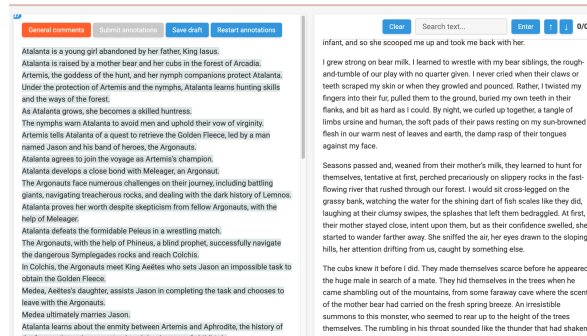 General comments
Submit annotations
Save draft
Restart annotations
Atalanta is a young girl abandoned by her father, King Iasus.
Atalanta is raised by a mother bear and her cubs in the forest of Arcadia.
Artemis, the goddess of the hunt, and her nymph companions protect Atalanta.
Under the protection of Artemis and the nymphs, Atalanta learns hunting skills
and the ways of the forest.
As Atalanta grows, she becomes a skilled huntress.
The nymphs warn Atalanta to avoid men and uphold their vow of virginity.
Artemis tells Atalanta of a quest to retrieve the Golden Fleece, led by a man
named Jason and his band of heroes, the Argonauts.
Atalanta agrees to join the voyage as Artemis's champion.
Atalanta develops a close bond with Meleager, an Argonaut.
The Argonauts face numerous challenges on their journey, including battling
giants, navigating treacherous rocks, and dealing with the dark history of Lemnos.
Atalanta proves her worth despite skepticism from fellow Argonauts, with the
help of Meleager.
Atalanta defeats the formidable Peleus in a wrestling match.
The Argonauts, with the help of Phineus, a blind prophet, successfully navigate
the dangerous Symplegades rocks and reach Colchis.
In Colchis, the Argonauts meet King Aeëtes who sets Jason an impossible task to
obtain the Golden Fleece.
Medea, Aeëtes's daughter, assists Jason in completing the task and chooses to
leave with the Argonauts.
Medea ultimately marries Jason.
Atalanta learns about the enmity between Artemis and Aphrodite, the history of
Clear
Search text...
Enter
↑
↓
0/0
infant, and so she scooped me up and took me back with her.
I grew strong on bear milk. I learned to wrestle with my bear siblings, the rough-
and-tumble of our play with no quarter given. I never cried when their claws or
teeth scraped my skin or when they growled and pounced. Rather, I twisted my
fingers into their fur, pulled them to the ground, buried my own teeth in their
flanks, and bit as hard as I could. By night, we curled up together, a tangle of
limbs ursine and human, the soft pads of their paws resting on my sun-browned
flesh in our warm nest of leaves and earth, the damp rasp of their tongues
against my face.
Seasons passed and, weaned from their mother's milk, they learned to hunt for
themselves, tentative at first, perched precariously on slippery rocks in the fast-
flowing river that rushed through our forest. I would sit cross-legged on the
grassy bank, watching the water for the shining dart of fish scales like they did,
laughing at their clumsy swipes, the splashes that left them bedraggled. At first,
their mother stayed close, intent upon them, but as their confidence swelled, she
started to wander farther away. She sniffed the air, her eyes drawn to the sloping
hills, her attention drifting from us, caught by something else.
The cubs knew it before I did. They made themselves scarce before he appeared,
the huge male in search of a mate. They hid themselves in the trees when he
came shambling out of the mountains, from some faraway cave where the scent
of the mother bear had carried on the fresh spring breeze. An irresistible
summons to this monster, who seemed to rear up to the height of the trees
themselves. The rumbling in his throat sounded like the thunder that had shaken